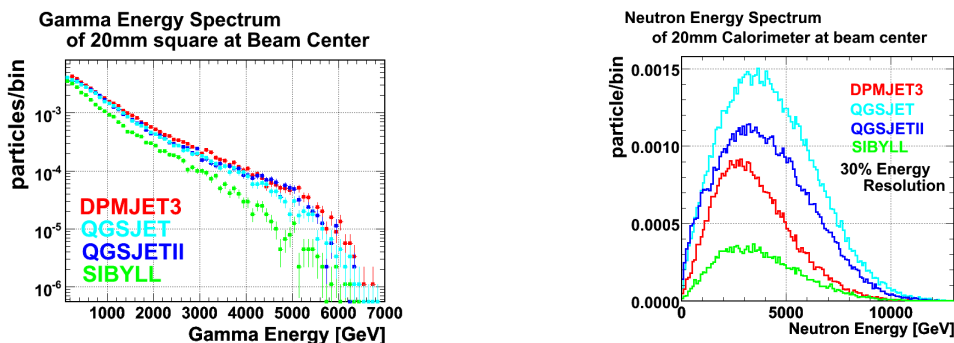 Gamma Energy Spectrum
of 20mm square at Beam Center
particles/bin
10-3
10-4
10-5
10-6
DPMJET3
QGSJET
QGSJETII
SIBYLL
1000 2000 3000 4000 5000 6000 7000
Gamma Energy [GeV]
Neutron Energy Spectrum
of 20mm Calorimeter at beam center
particle/bin
0.0015
0.0010
0.0005
0.0000
DPMJET3
QGSJET
QGSJETII
SIBYLL
30% Energy
Resolution
0 5000 10000
Neutron Energy [GeV]